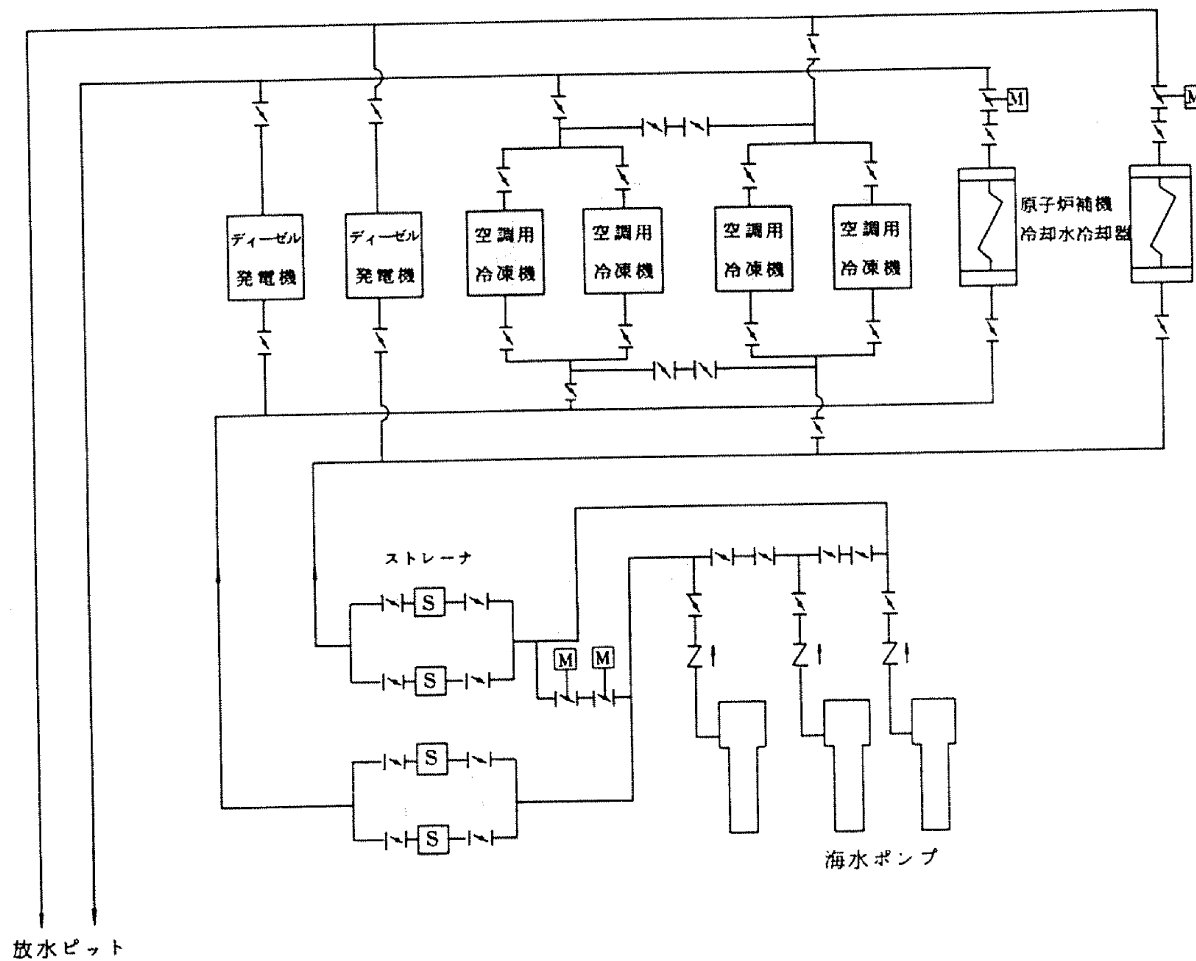 M
M
ディーゼル
発電機
ディーゼル
発電機
空調用
冷凍機
空調用
冷凍機
空調用
冷凍機
空調用
冷凍機
原子炉補機
冷却水冷却器
ストレーナ
S
S
M
M
S
S
海水ポンプ
放水ピット